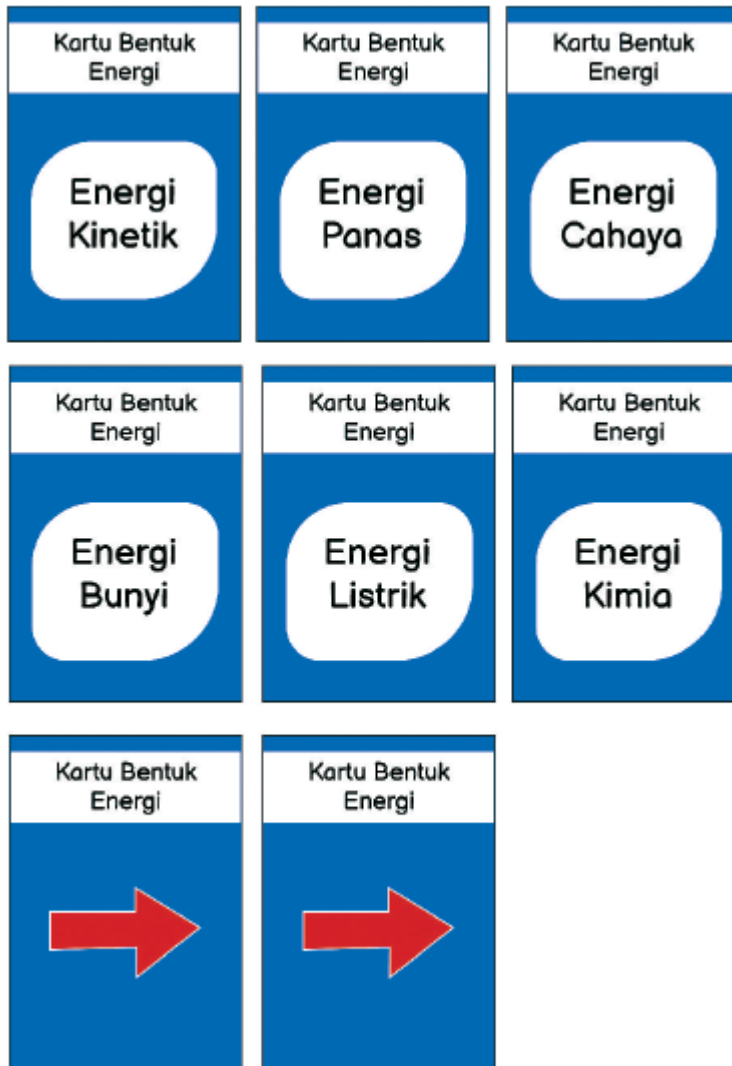 Kartu Bentuk
Energi
Energi
Kinetik
Kartu Bentuk
Energi
Energi
Panas
Kartu Bentuk
Energi
Energi
Cahaya
Kartu Bentuk
Energi
Energi
Bunyi
Kartu Bentuk
Energi
Energi
Listrik
Kartu Bentuk
Energi
Energi
Kimia
Kartu Bentuk
Energi
Kartu Bentuk
Energi